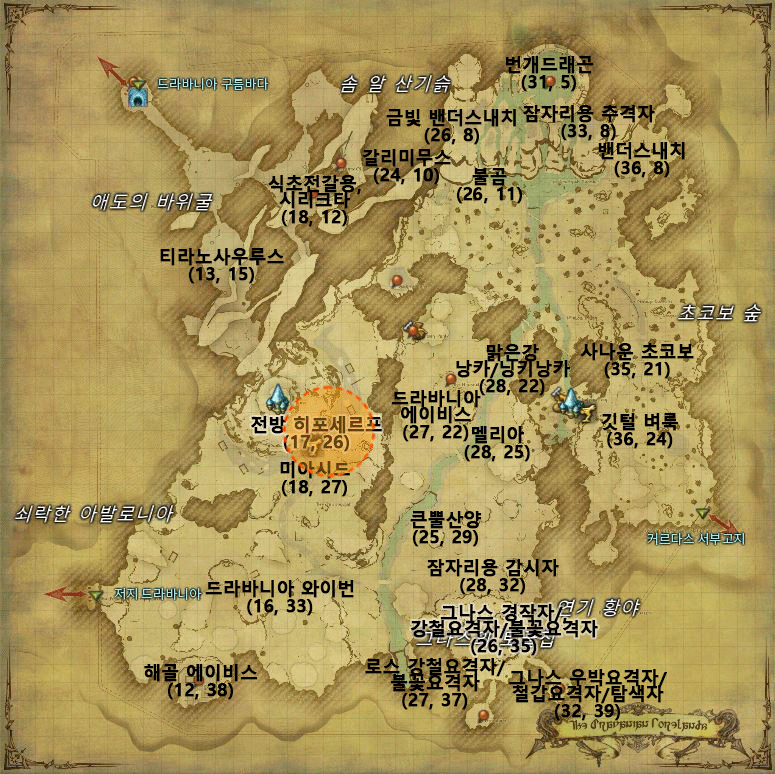 드라바니아 구름바다
솜 알 산기슭
번개드래곤
(31, 5)
금빛 밴더스내치
(26, 8)
잠자리용 추격자
(33, 8)
밴더스내치
(36, 8)
갈리미무스
(24, 10)
불곰
(26, 11)
식초전갈용,
시리크타
(18, 12)
애도의 바위굴
티라노사우루스
(13, 15)
초코보 숲
맑은강
낭카/닝키낭카
(28, 22)
사나운 초코보
(35, 21)
드라바니아
에이비스
(27, 22)
멜리아
(28, 25)
깃털 벼룩
(36, 24)
전방 히포세르프
(17, 26)
미아시드
(18, 27)
쇠락한 아발로니아
큰뿔산양
(25, 29)
커르다스 서부고지
잠자리용 감시자
(28, 32)
저지 드라바니아
드라바니야 와이번
(16, 33)
연기 황야
그나스 경작자/
강철요격자/불꽃요격자
(26, 35)
해골 에이비스
(12, 38)
로스 강철요격자/
불꽃요격자
(27, 37)
그나스 우박요격자/
철갑요격자/탐색자
(32, 39)
The Dravanian Forelands